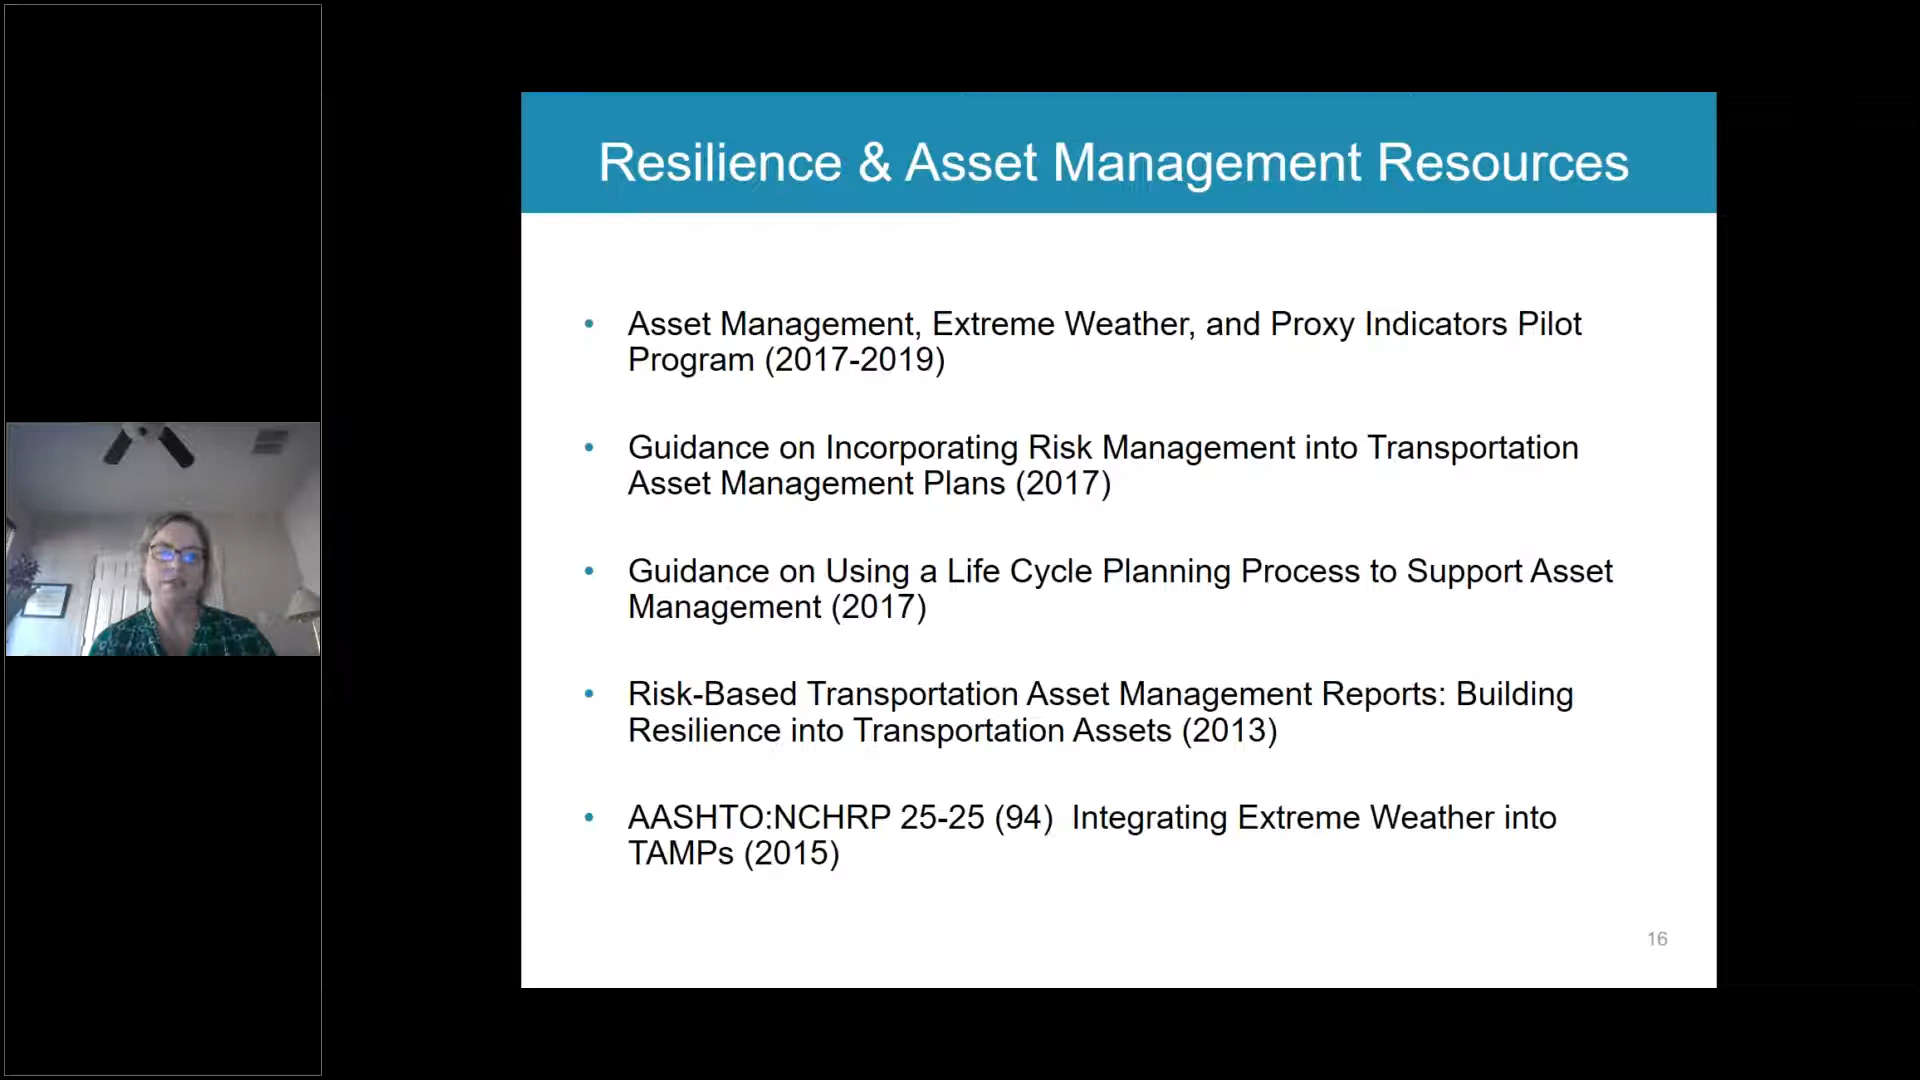 Resilience & Asset Management Resources
• Asset Management, Extreme Weather, and Proxy Indicators Pilot
Program (2017-2019)
• Guidance on Incorporating Risk Management into Transportation
Asset Management Plans (2017)
• Guidance on Using a Life Cycle Planning Process to Support Asset
Management (2017)
• Risk-Based Transportation Asset Management Reports: Building
Resilience into Transportation Assets (2013)
• AASHTO:NCHRP 25-25 (94)  Integrating Extreme Weather into
TAMPs (2015)
16